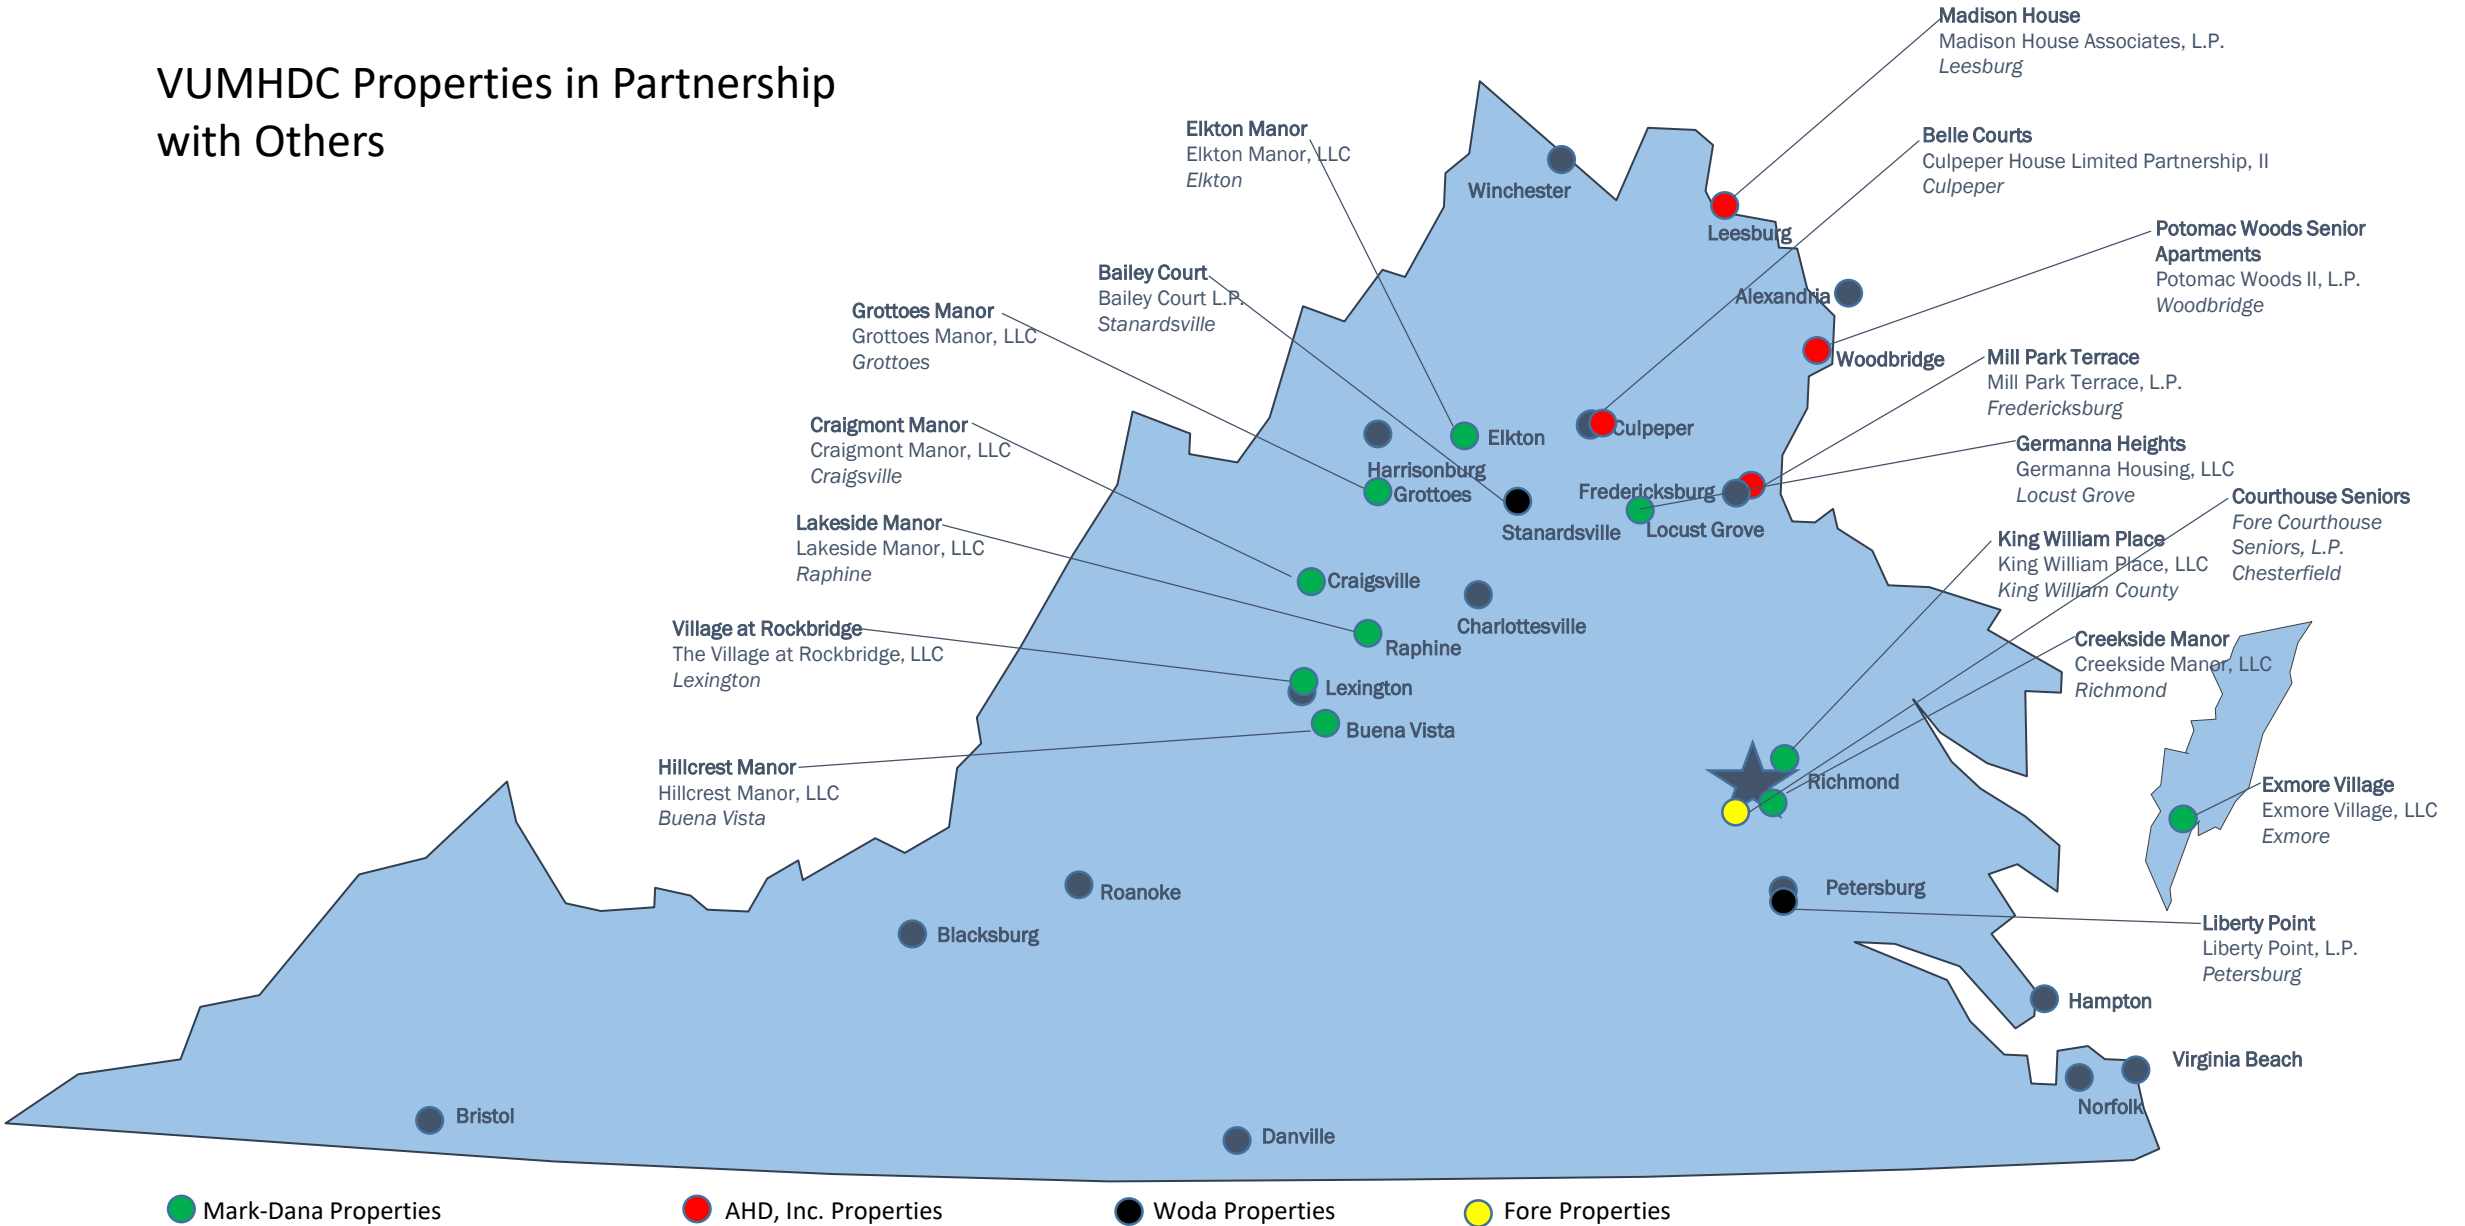 VUMHDC Properties in Partnership
with Others
Madison House
Madison House Associates, L.P.
Leesburg
Elkton Manor
Elkton Manor, LLC
Elkton
Belle Courts
Culpeper House Limited Partnership, II
Culpeper
Winchester
Leesburg
Potomac Woods Senior
Apartments
Potomac Woods II, L.P.
Woodbridge
Bailey Court
Bailey Court L.P.
Stanardsville
Alexandria
Grottoes Manor
Grottoes Manor, LLC
Grottoes
Woodbridge
Mill Park Terrace
Mill Park Terrace, L.P.
Fredericksburg
Craigmont Manor
Craigmont Manor, LLC
Craigsville
Elkton
Culpeper
Harrisonburg
Grottoes
Fredericksburg
Germanna Heights
Germanna Housing, LLC
Locust Grove
Stanardsville
Locust Grove
Courthouse Seniors
Fore Courthouse
Seniors, L.P.
Chesterfield
Lakeside Manor
Lakeside Manor, LLC
Raphine
King William Place
King William Place, LLC
King William County
Craigsville
Charlottesville
Raphine
Village at Rockbridge
The Village at Rockbridge, LLC
Lexington
Creekside Manor
Creekside Manor, LLC
Richmond
Lexington
Buena Vista
Hillcrest Manor
Hillcrest Manor, LLC
Buena Vista
Richmond
Exmore Village
Exmore Village, LLC
Exmore
Roanoke
Petersburg
Blacksburg
Liberty Point
Liberty Point, L.P.
Petersburg
Hampton
Virginia Beach
Norfolk
Bristol
Danville
Mark-Dana Properties
AHD, Inc. Properties
Woda Properties
Fore Properties